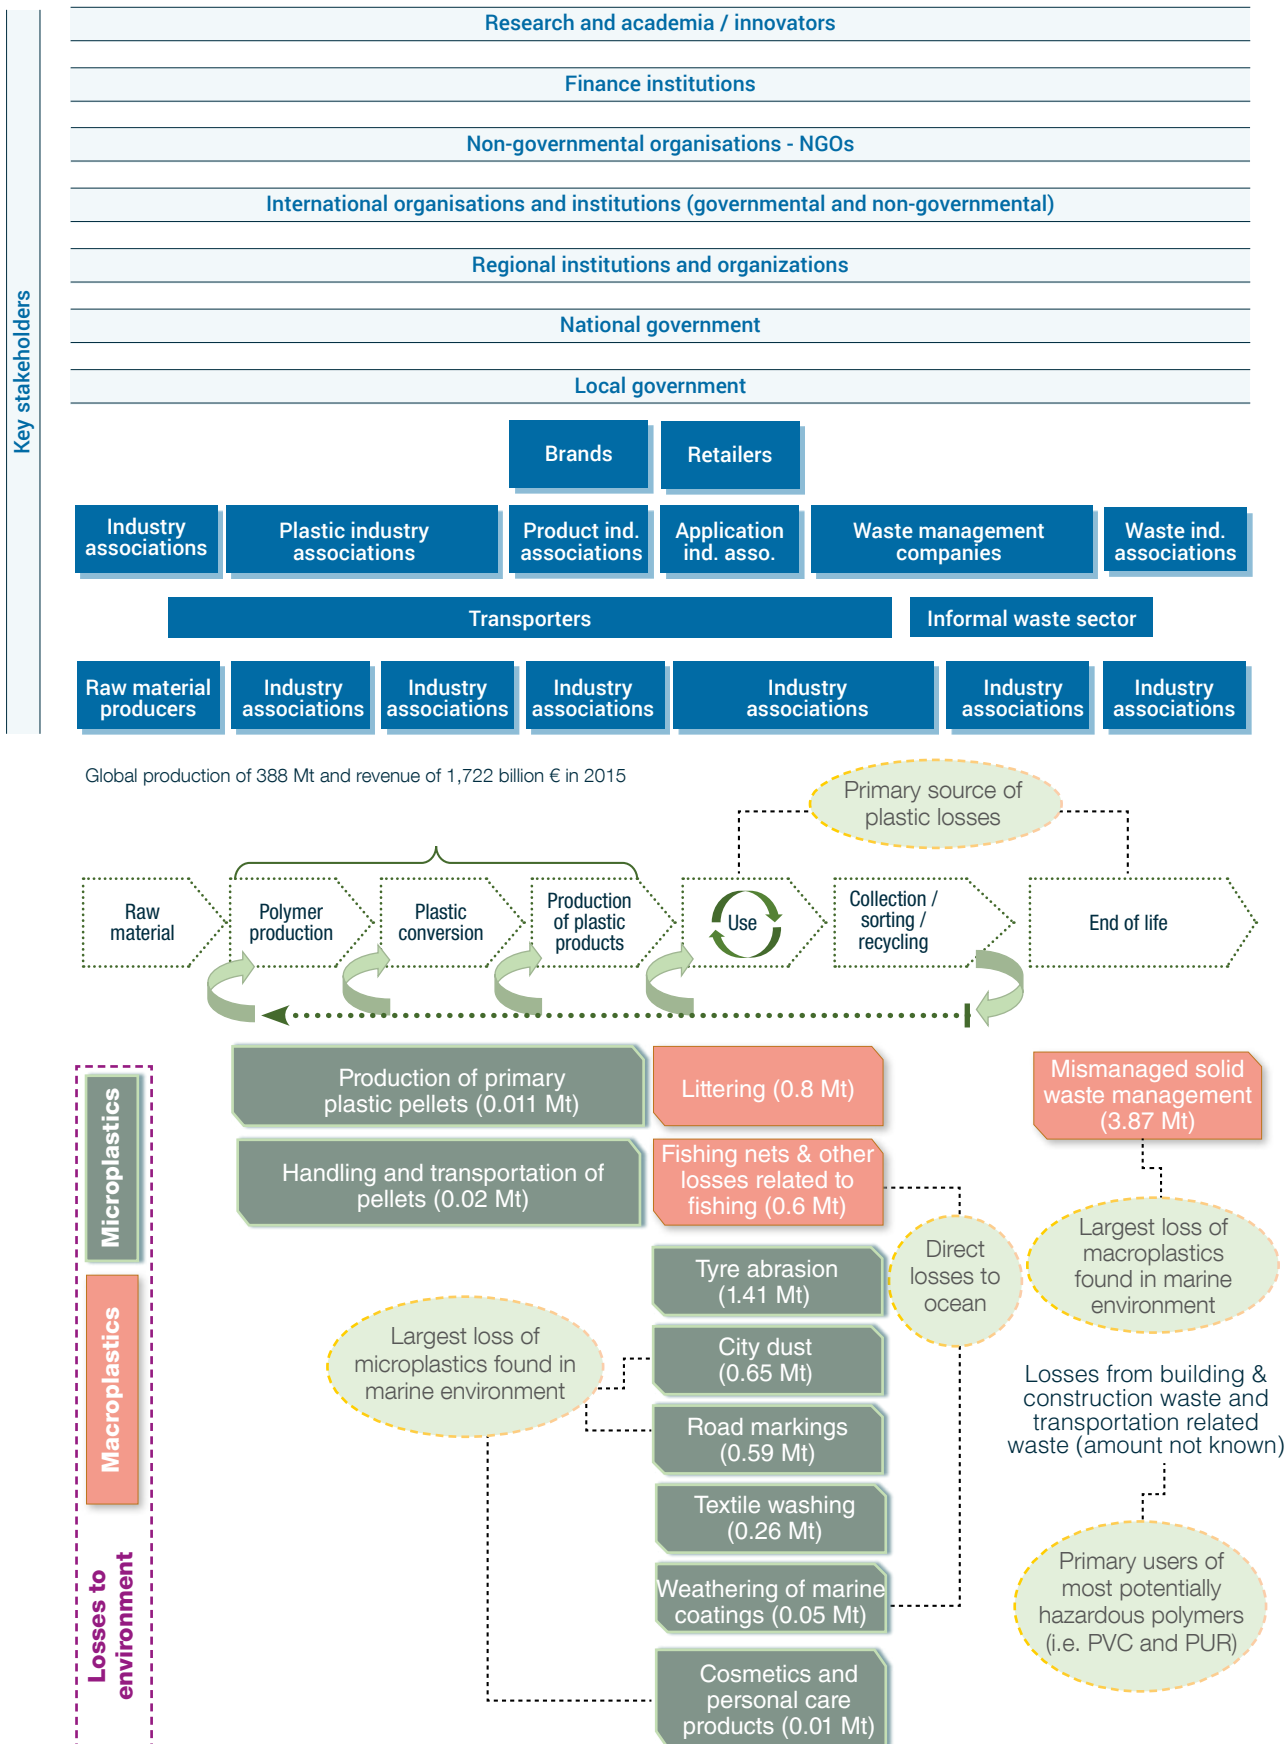 Research and academia / innovators
Finance institutions
Non-governmental organisations - NGOs
International organisations and institutions (governmental and non-governmental)
Regional institutions and organizations
National government
Local government
Key stakeholders
Brands
Retailers
Industry
associations
Plastic industry
associations
Product ind.
associations
Application
ind. asso.
Waste management
companies
Waste ind.
associations
Transporters
Informal waste sector
Raw material
producers
Industry
associations
Industry
associations
Industry
associations
Industry
associations
Industry
associations
Industry
associations
Global production of 388 Mt and revenue of 1,722 billion € in 2015
Primary source of
plastic losses
Raw
material
Polymer
production
Plastic
conversion
Production
of plastic
products
Use
Collection /
sorting /
recycling
End of life
Microplastics
Macroplastics
Losses to
environment
Production of primary
plastic pellets (0.011 Mt)
Littering (0.8 Mt)
Mismanaged solid
waste management
(3.87 Mt)
Handling and transportation of
pellets (0.02 Mt)
Fishing nets & other
losses related to
fishing (0.6 Mt)
Direct
losses to
ocean
Largest loss of
macroplastics
found in marine
environment
Tyre abrasion
(1.41 Mt)
Largest loss of
microplastics found in
marine environment
City dust
(0.65 Mt)
Losses from building &
construction waste and
transportation related
waste (amount not known)
Road markings
(0.59 Mt)
Textile washing
(0.26 Mt)
Weathering of marine
coatings (0.05 Mt)
Primary users of
most potentially
hazardous polymers
(i.e. PVC and PUR)
Cosmetics and
personal care
products (0.01 Mt)